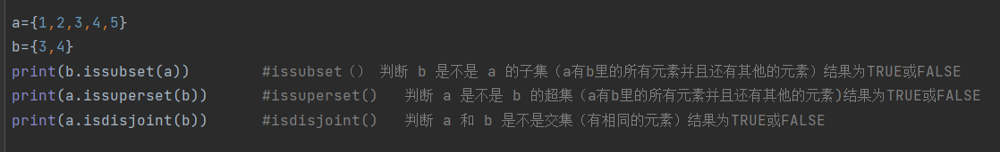 a={1,2,3,4,5}
b={3,4}
print(b.issubset(a))        #issubset（） 判断 b 是不是 a 的子集（a有b里的所有元素并且还有其他的元素）结果为TRUE或FALSE
print(a.issuperset(b))      #issuperset()   判断 a 是不是 b 的超集（a有b里的所有元素并且还有其他的元素)结果为TRUE或FALSE
print(a.isdisjoint(b))      #isdisjoint()   判断 a 和 b 是不是交集（有相同的元素）结果为TRUE或FALSE